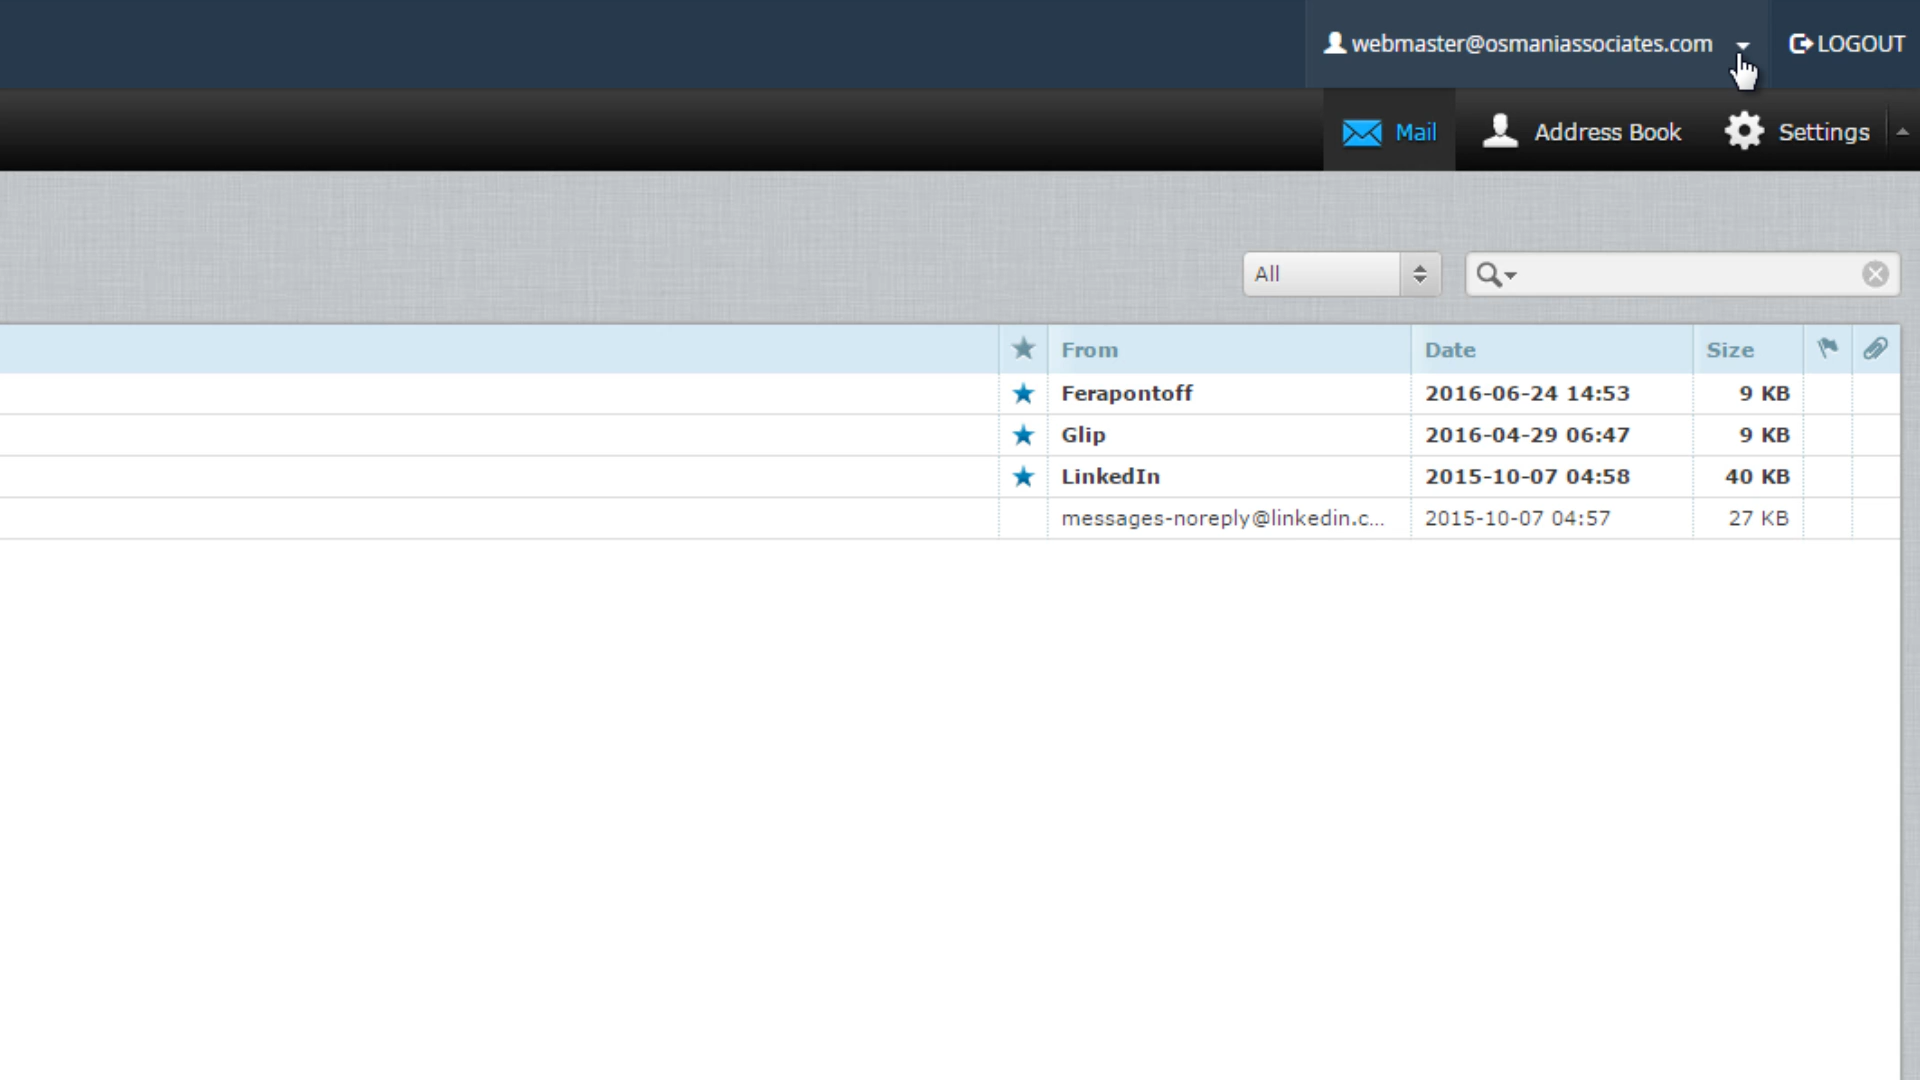 webmaster@osmaniassociates.com LOGOUT
Mail Address Book Settings
All
From Date Size
Ferapontoff 2016-06-24 14:53 9 KB
Glip 2016-04-29 06:47 9 KB
LinkedIn 2015-10-07 04:58 40 KB
messages-noreply@linkedin.c... 2015-10-07 04:57 27 KB